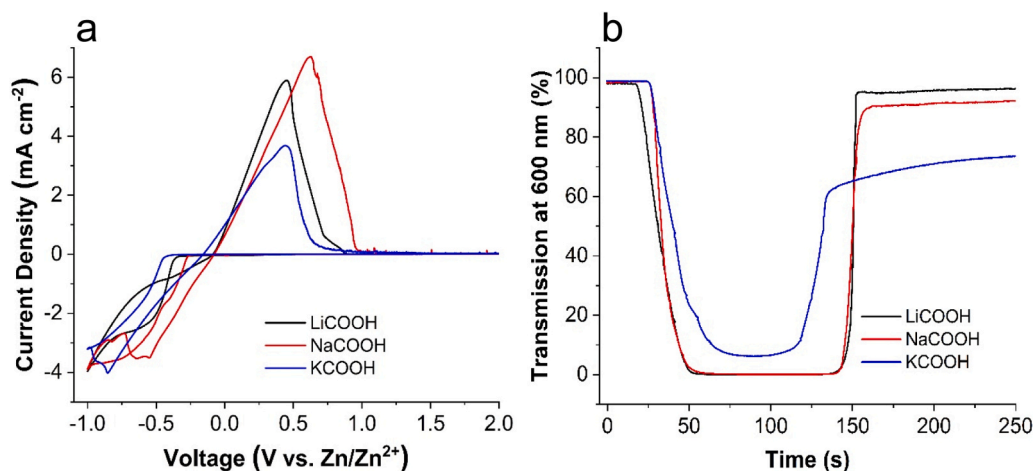 a
Current Density (mA cm⁻²)
6
4
2
0
-2
-4
LiCOOH
NaCOOH
KCOOH
-1.0 -0.5 0.0 0.5 1.0 1.5 2.0
Voltage (V vs. Zn/Zn²⁺)
b
Transmission at 600 nm (%)
100
80
60
40
20
0
LiCOOH
NaCOOH
KCOOH
0 50 100 150 200 250
Time (s)